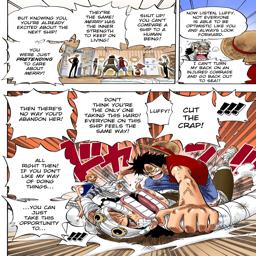 NOW LISTEN, LUFFY.
NOT EVERYONE
IS ABLE TO BE
OPTIMISTIC LIKE YOU
AND ALWAYS LOOK
FORWARD.
I CAN'T TURN
MY BACK ON
AN INJURED COMRADE
AND HEAD OUT
BACK TO SEA!!
SHUT UP!
YOU CAN'T
COMPARE
A SHIP TO A
HUMAN
BEING!
THEY'RE THE
SAME! MERRY
HAS THE INNER
STRENGTH
TO KEEP ON
LIVING!
BUT KNOWING YOU,
YOU'RE ALREADY
EXCITED ABOUT THE
NEXT SHIP!
YOU
WERE JUST
PRETENDING
TO CARE
ABOUT
MERRY!
!!!
CUT
THE
CRAP!
LUFFY!
DON'T
THINK YOU'RE
THE ONLY ONE
TAKING THIS HARD!
EVERYONE ON
THIS SHIP FEELS
THE SAME WAY!
THEN THERE'S
NO WAY YOU'D
ABANDON HER!
!!!
ALL
RIGHT THEN!
IF YOU DON'T
LIKE MY WAY
OF DOING
THINGS...
...YOU CAN
JUST
TAKE THIS
OPPORTUNITY
TO...
!!!